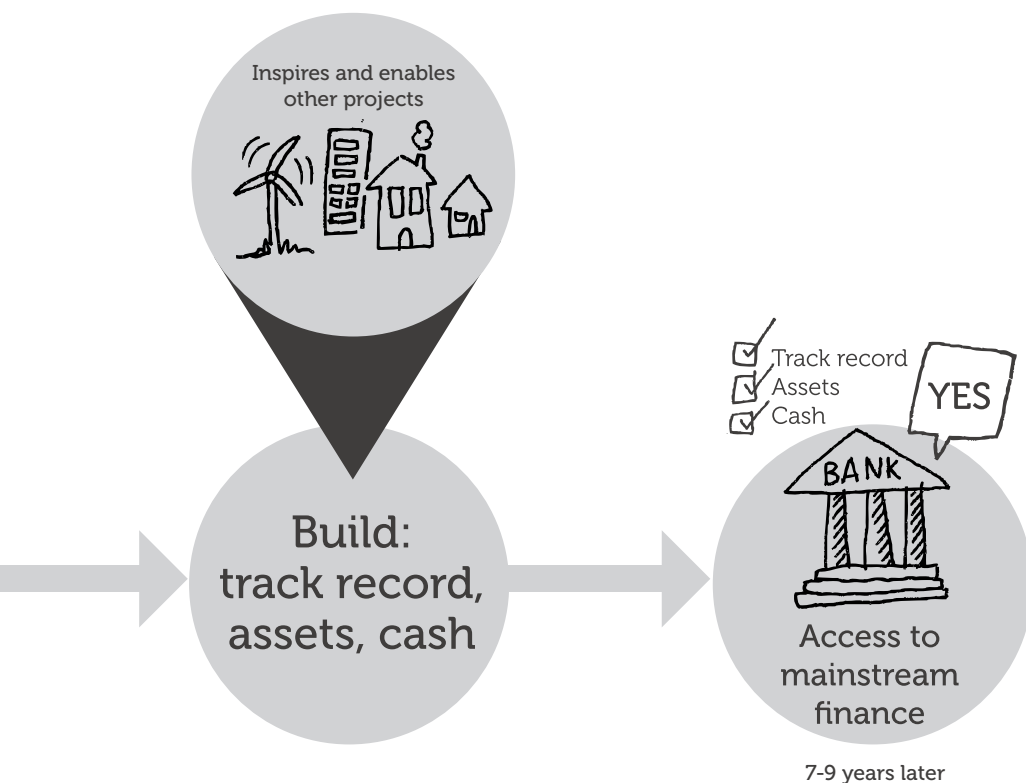 Inspires and enables
other projects
Track record
Assets
Cash
YES
BANK
Build:
track record,
assets, cash
Access to
mainstream
finance
7-9 years later